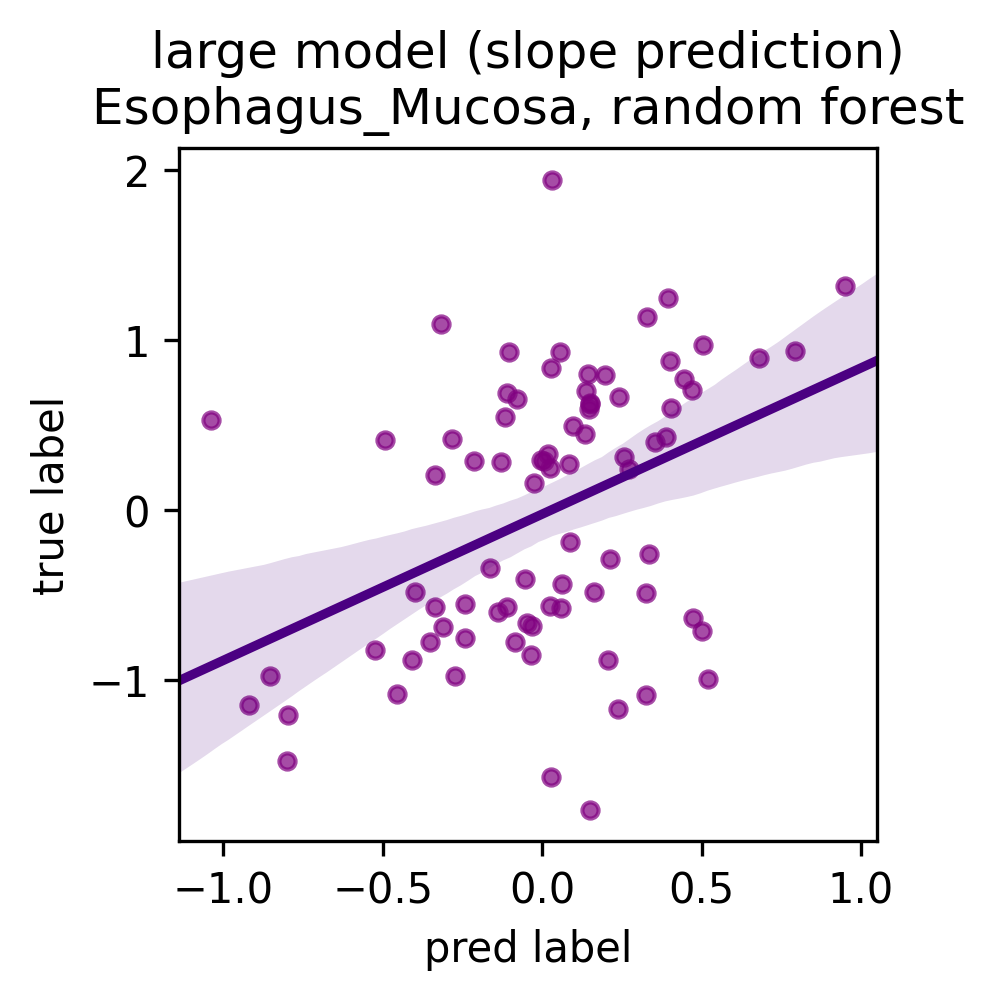 large model (slope prediction)
Esophagus_Mucosa, random forest
2
1
0
−1
true label
−1.0
−0.5
0.0
0.5
1.0
pred label